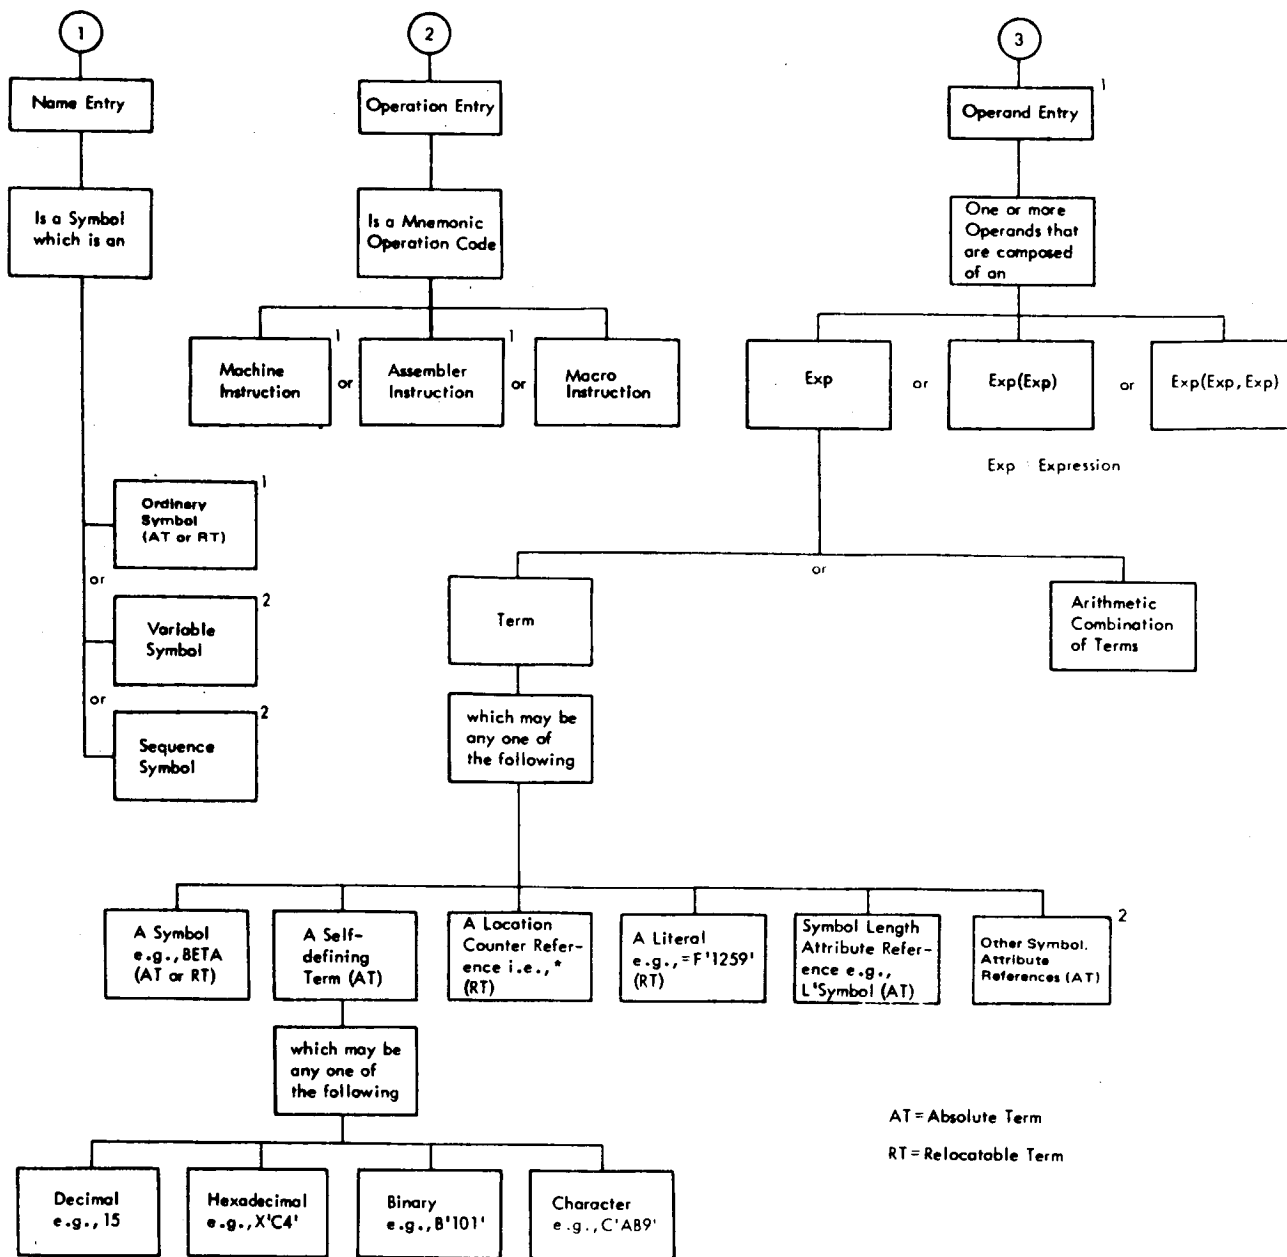 1
2
3
Name Entry
Operation Entry
1
Operand Entry
Is a Symbol
which is an
Is a Mnemonic
Operation Code
One or more
Operands that
are composed
of an
1
Machine
Instruction
or
1
Assembler
Instruction
or
Macro
Instruction
Exp
or
Exp(Exp)
or
Exp(Exp, Exp)
Exp : Expression
1
Ordinary
Symbol
(AT or RT)
or
2
Variable
Symbol
or
2
Sequence
Symbol
or
Term
Arithmetic
Combination
of Terms
which may be
any one of
the following
A Symbol
e.g., BETA
(AT or RT)
A Self-
defining
Term (AT)
A Location
Counter Refer-
ence i.e., *
(RT)
A Literal
e.g., =F'1259'
(RT)
Symbol Length
Attribute Refer-
ence e.g.,
L'Symbol (AT)
2
Other Symbol.
Attribute
References (AT)
which may be
any one of
the following
AT = Absolute Term
RT = Relocatable Term
Decimal
e.g., 15
Hexadecimal
e.g., X'C4'
Binary
e.g., B'101'
Character
e.g., C'AB9'